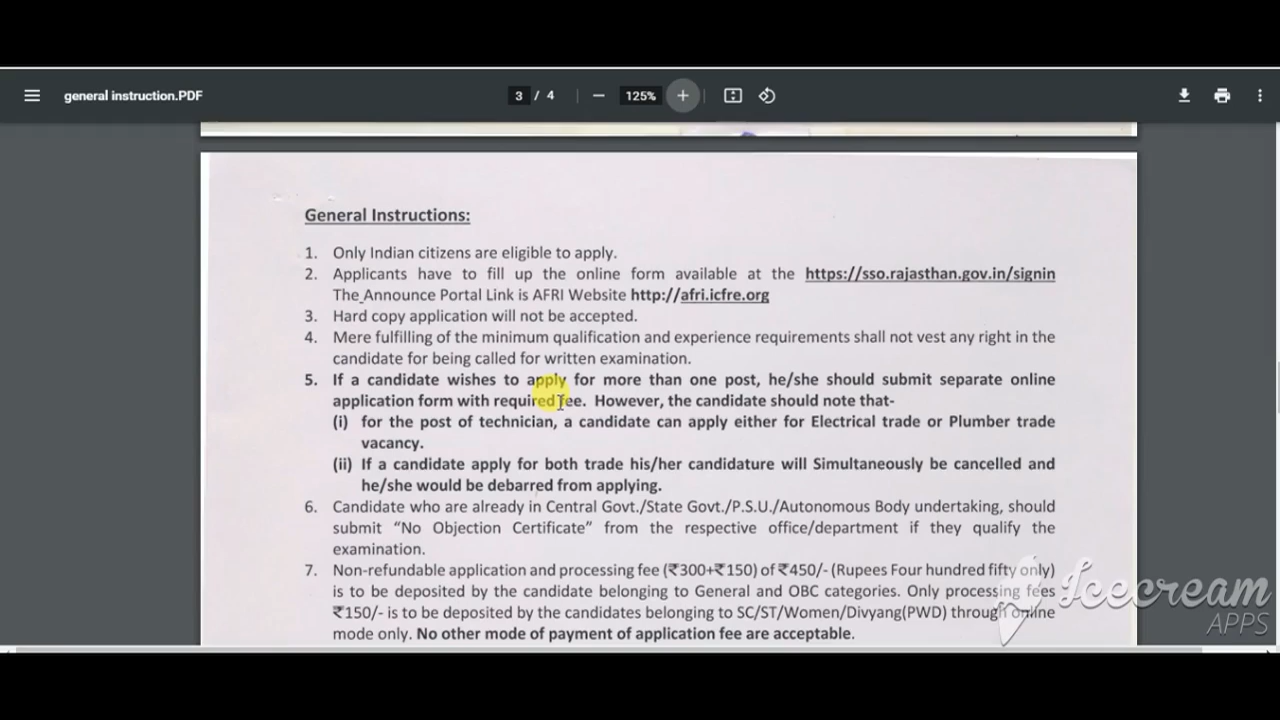 general instruction.PDF
3 / 4
125%
General Instructions:
1. Only Indian citizens are eligible to apply.
2. Applicants have to fill up the online form available at the https://sso.rajasthan.gov.in/signin
The Announce Portal Link is AFRI Website http://afri.icfre.org
3. Hard copy application will not be accepted.
4. Mere fulfilling of the minimum qualification and experience requirements shall not vest any right in the
candidate for being called for written examination.
5. If a candidate wishes to apply for more than one post, he/she should submit separate online
application form with required fee. However, the candidate should note that-
(i) for the post of technician, a candidate can apply either for Electrical trade or Plumber trade
vacancy.
(ii) If a candidate apply for both trade his/her candidature will Simultaneously be cancelled and
he/she would be debarred from applying.
6. Candidate who are already in Central Govt./State Govt./P.S.U./Autonomous Body undertaking, should
submit “No Objection Certificate” from the respective office/department if they qualify the
examination.
7. Non-refundable application and processing fee (₹300+₹150) of ₹450/- (Rupees Four hundred fifty only)
is to be deposited by the candidate belonging to General and OBC categories. Only processing fees
₹150/- is to be deposited by the candidates belonging to SC/ST/Women/Divyang(PWD) through online
mode only. No other mode of payment of application fee are acceptable.
Icecream
APPS